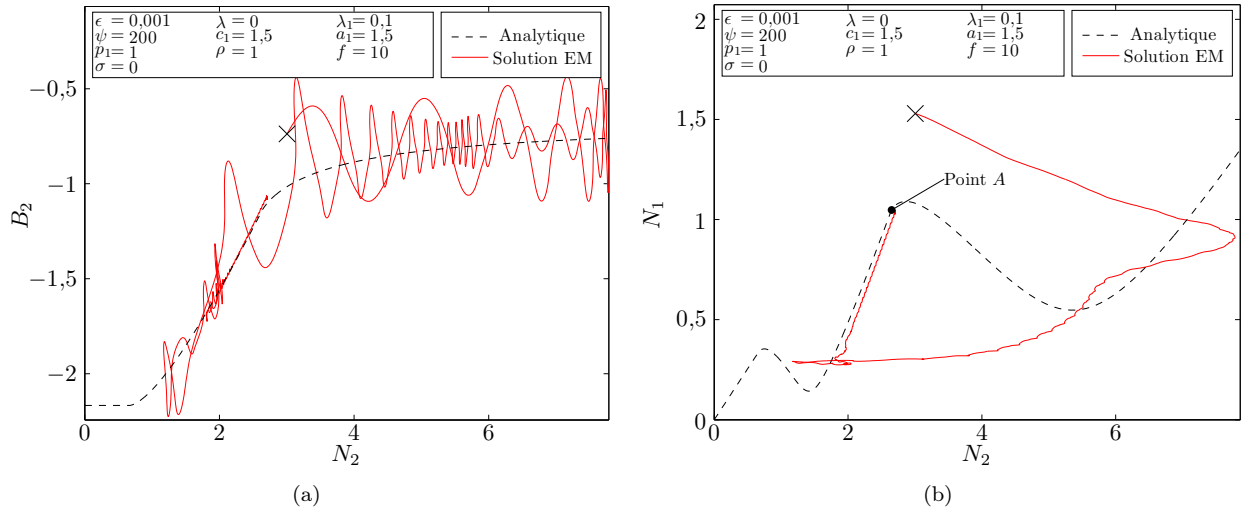 ϵ = 0,001 λ = 0 λ1= 0,1
ψ = 200 c1= 1,5 a1= 1,5
p1= 1 ρ = 1 f = 10
σ = 0
Analytique
Solution EM
−0,5
−1
−1,5
−2
B2
0 2 4 6
N2
(a)
ϵ = 0,001 λ = 0 λ1= 0,1
ψ = 200 c1= 1,5 a1= 1,5
p1= 1 ρ = 1 f = 10
σ = 0
Analytique
Solution EM
2
1,5
1
0,5
0
N1
Point A
0 2 4 6
N2
(b)